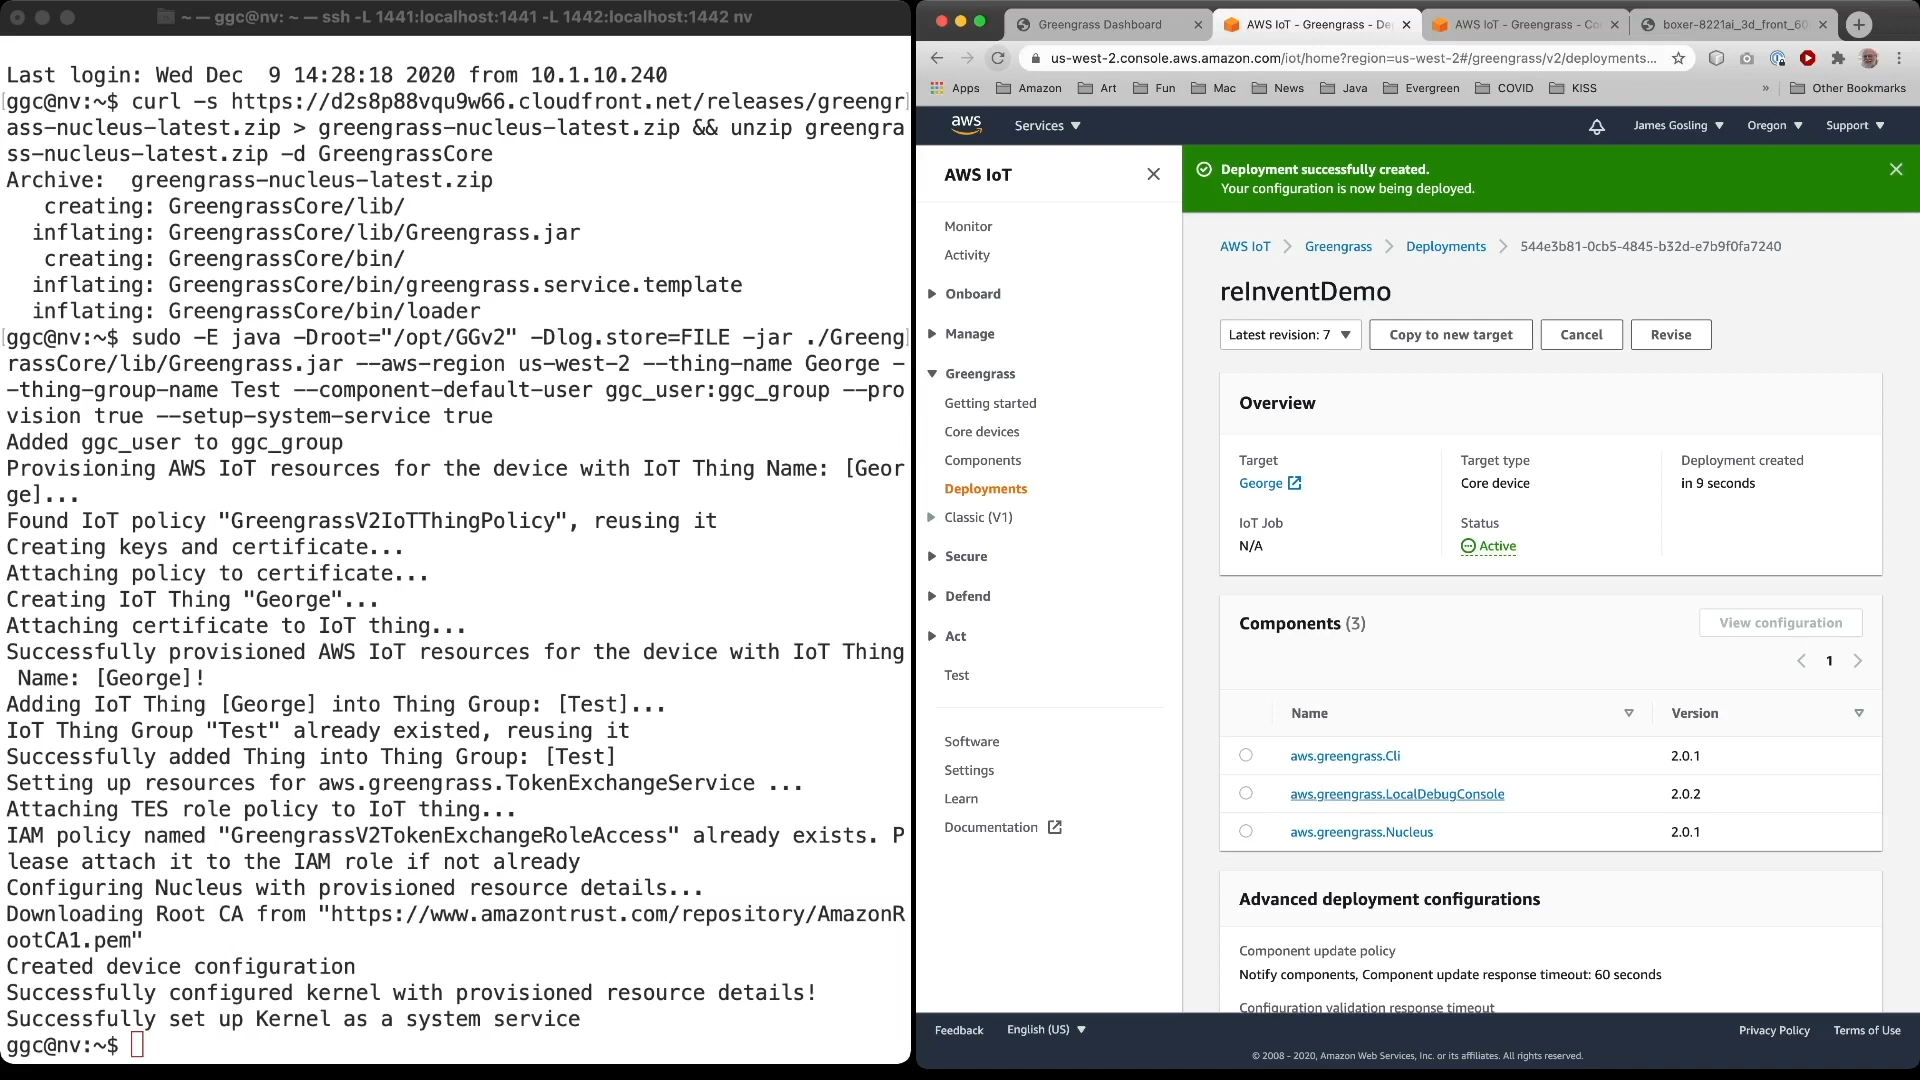 ~ — ggc@nv: ~ — ssh -L 1441:localhost:1441 -L 1442:localhost:1442 nv
Last login: Wed Dec  9 14:28:18 2020 from 10.1.10.240
ggc@nv:~$ curl -s https://d2s8p88vqu9w66.cloudfront.net/releases/greengr
ass-nucleus-latest.zip > greengrass-nucleus-latest.zip && unzip greengra
ss-nucleus-latest.zip -d GreengrassCore
Archive:  greengrass-nucleus-latest.zip
   creating: GreengrassCore/lib/
  inflating: GreengrassCore/lib/Greengrass.jar
   creating: GreengrassCore/bin/
  inflating: GreengrassCore/bin/greengrass.service.template
  inflating: GreengrassCore/bin/loader
ggc@nv:~$ sudo -E java -Droot="/opt/GGv2" -Dlog.store=FILE -jar ./Greeng
rassCore/lib/Greengrass.jar --aws-region us-west-2 --thing-name George -
-thing-group-name Test --component-default-user ggc_user:ggc_group --pro
vision true --setup-system-service true
Added ggc_user to ggc_group
Provisioning AWS IoT resources for the device with IoT Thing Name: [Geor
ge]...
Found IoT policy "GreengrassV2IoTThingPolicy", reusing it
Creating keys and certificate...
Attaching policy to certificate...
Creating IoT Thing "George"...
Attaching certificate to IoT thing...
Successfully provisioned AWS IoT resources for the device with IoT Thing
 Name: [George]!
Adding IoT Thing [George] into Thing Group: [Test]...
IoT Thing Group "Test" already existed, reusing it
Successfully added Thing into Thing Group: [Test]
Setting up resources for aws.greengrass.TokenExchangeService ...
Attaching TES role policy to IoT thing...
IAM policy named "GreengrassV2TokenExchangeRoleAccess" already exists. P
lease attach it to the IAM role if not already
Configuring Nucleus with provisioned resource details...
Downloading Root CA from "https://www.amazontrust.com/repository/AmazonR
ootCA1.pem"
Created device configuration
Successfully configured kernel with provisioned resource details!
Successfully set up Kernel as a system service
ggc@nv:~$
Greengrass Dashboard
AWS IoT - Greengrass - De
AWS IoT - Greengrass - Co
boxer-8221ai_3d_front_60
us-west-2.console.aws.amazon.com/iot/home?region=us-west-2#/greengrass/v2/deployments...
Apps Amazon Art Fun Mac News Java Evergreen COVID KISS » Other Bookmarks
aws Services James Gosling Oregon Support
AWS IoT
Monitor
Activity
Onboard
Manage
Greengrass
Getting started
Core devices
Components
Deployments
Classic (V1)
Secure
Defend
Act
Test
Software
Settings
Learn
Documentation
Deployment successfully created.
Your configuration is now being deployed.
AWS IoT Greengrass Deployments 544e3b81-0cb5-4845-b32d-e7b9f0fa7240
reInventDemo
Latest revision: 7 Copy to new target Cancel Revise
Overview
Target
George
Target type
Core device
Deployment created
in 9 seconds
IoT Job
N/A
Status
Active
Components (3)
View configuration
1
Name Version
aws.greengrass.Cli 2.0.1
aws.greengrass.LocalDebugConsole 2.0.2
aws.greengrass.Nucleus 2.0.1
Advanced deployment configurations
Component update policy
Notify components, Component update response timeout: 60 seconds
Configuration validation response timeout
Feedback English (US) Privacy Policy Terms of Use
© 2008 - 2020, Amazon Web Services, Inc. or its affiliates. All rights reserved.